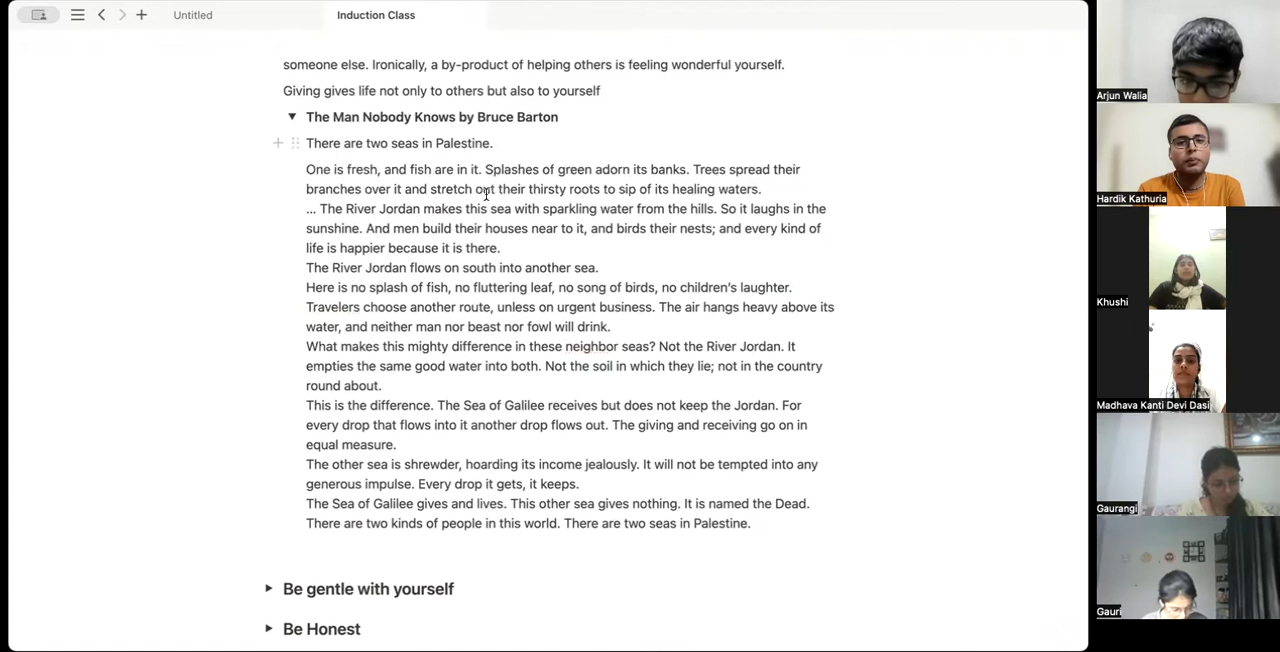 Untitled
Induction Class
someone else. Ironically, a by-product of helping others is feeling wonderful yourself.
Giving gives life not only to others but also to yourself
The Man Nobody Knows by Bruce Barton
There are two seas in Palestine.
One is fresh, and fish are in it. Splashes of green adorn its banks. Trees spread their
branches over it and stretch out their thirsty roots to sip of its healing waters.
... The River Jordan makes this sea with sparkling water from the hills. So it laughs in the
sunshine. And men build their houses near to it, and birds their nests; and every kind of
life is happier because it is there.
The River Jordan flows on south into another sea.
Here is no splash of fish, no fluttering leaf, no song of birds, no children's laughter.
Travelers choose another route, unless on urgent business. The air hangs heavy above its
water, and neither man nor beast nor fowl will drink.
What makes this mighty difference in these neighbor seas? Not the River Jordan. It
empties the same good water into both. Not the soil in which they lie; not in the country
round about.
This is the difference. The Sea of Galilee receives but does not keep the Jordan. For
every drop that flows into it another drop flows out. The giving and receiving go on in
equal measure.
The other sea is shrewder, hoarding its income jealously. It will not be tempted into any
generous impulse. Every drop it gets, it keeps.
The Sea of Galilee gives and lives. This other sea gives nothing. It is named the Dead.
There are two kinds of people in this world. There are two seas in Palestine.
Be gentle with yourself
Be Honest
Arjun Walia
Hardik Kathuria
Khushi
Madhava Kanti Devi Dasi
Gaurangi
Gauri